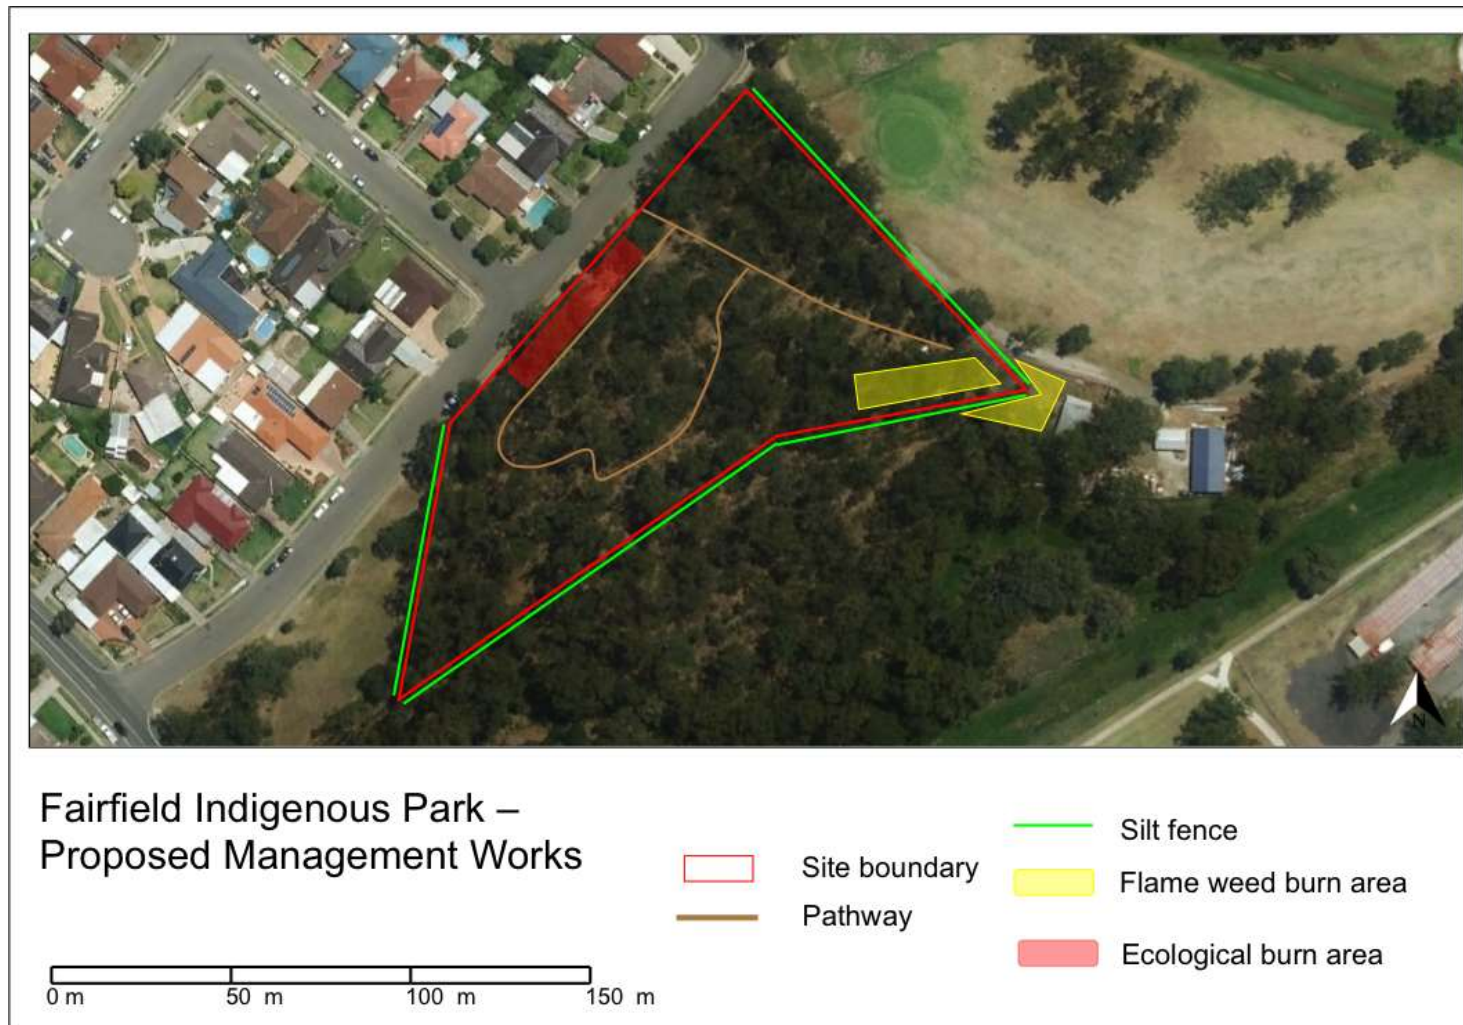 N
Fairfield Indigenous Park –
Proposed Management Works
Site boundary
Pathway
Silt fence
Flame weed burn area
Ecological burn area
0 m 50 m 100 m 150 m